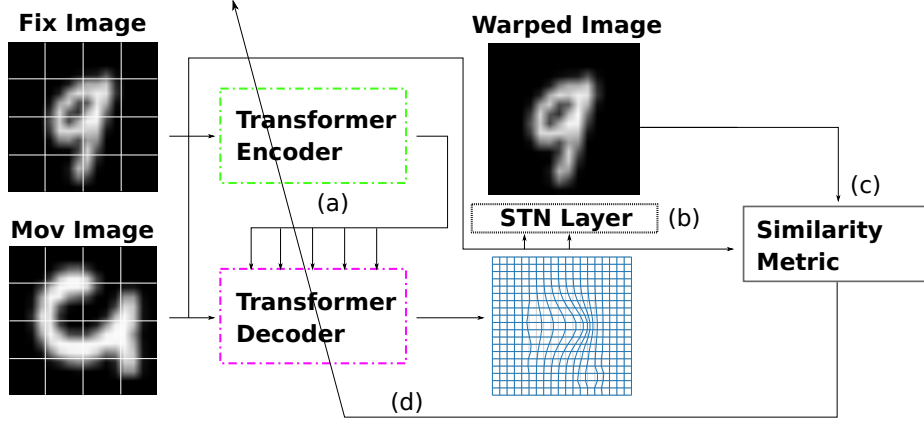 Fix Image
Warped Image
Transformer
Encoder
(a)
(c)
Mov Image
STN Layer
(b)
Similarity
Metric
Transformer
Decoder
(d)